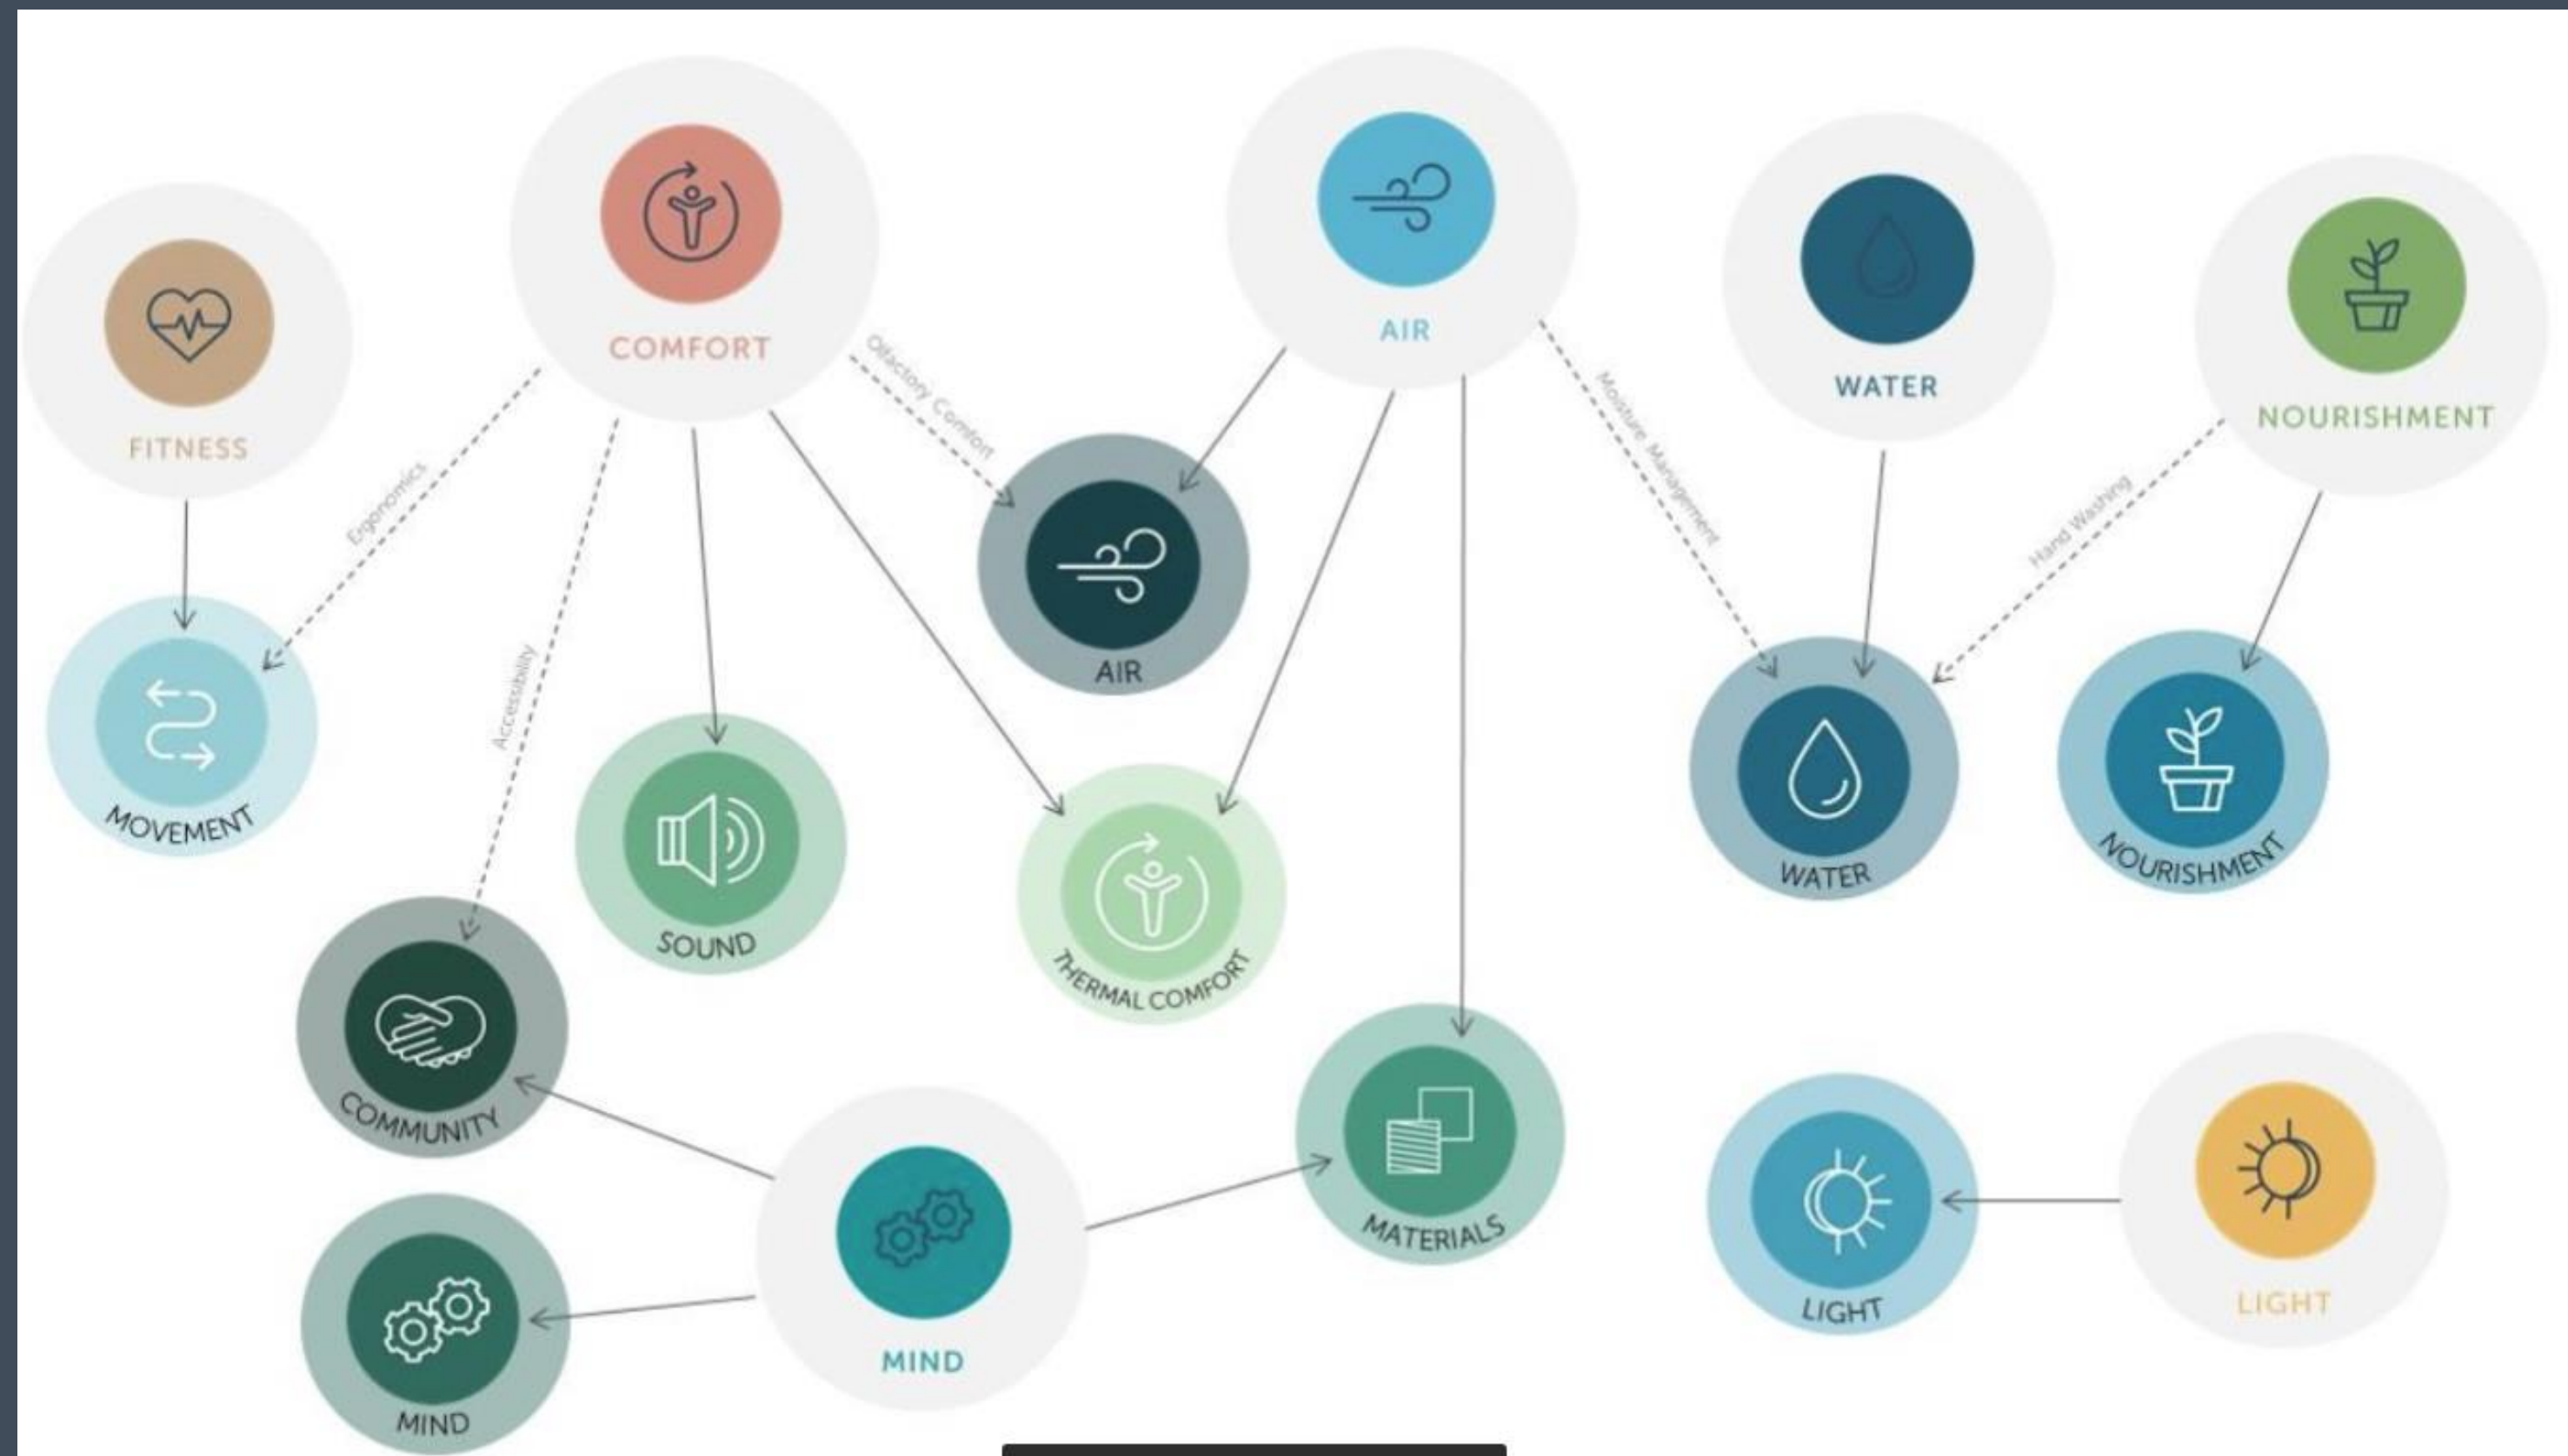 COMFORT
AIR
WATER
NOURISHMENT
FITNESS
Ergonomics
Accessibility
Olfactory Comfort
Moisture Management
Hand Washing
AIR
MOVEMENT
SOUND
THERMAL COMFORT
WATER
NOURISHMENT
COMMUNITY
MATERIALS
LIGHT
LIGHT
MIND
MIND